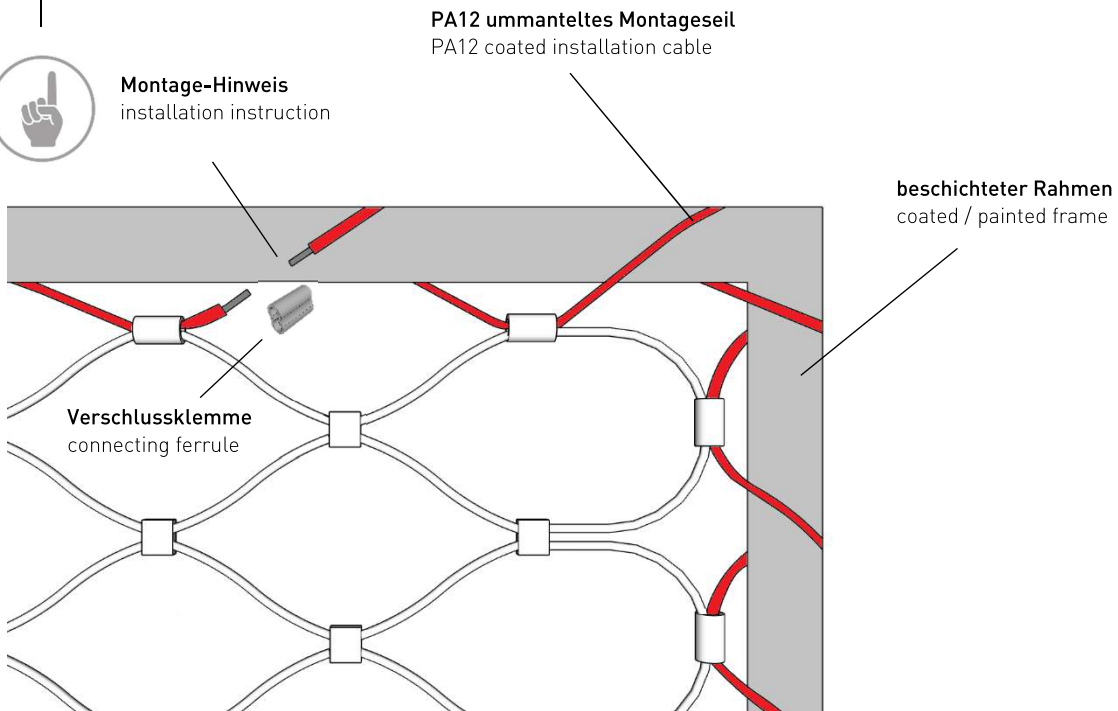 PA12 ummanteltes Montageseil
PA12 coated installation cable
Montage-Hinweis
installation instruction
beschichteter Rahmen
coated / painted frame
Verschlussklemme
connecting ferrule